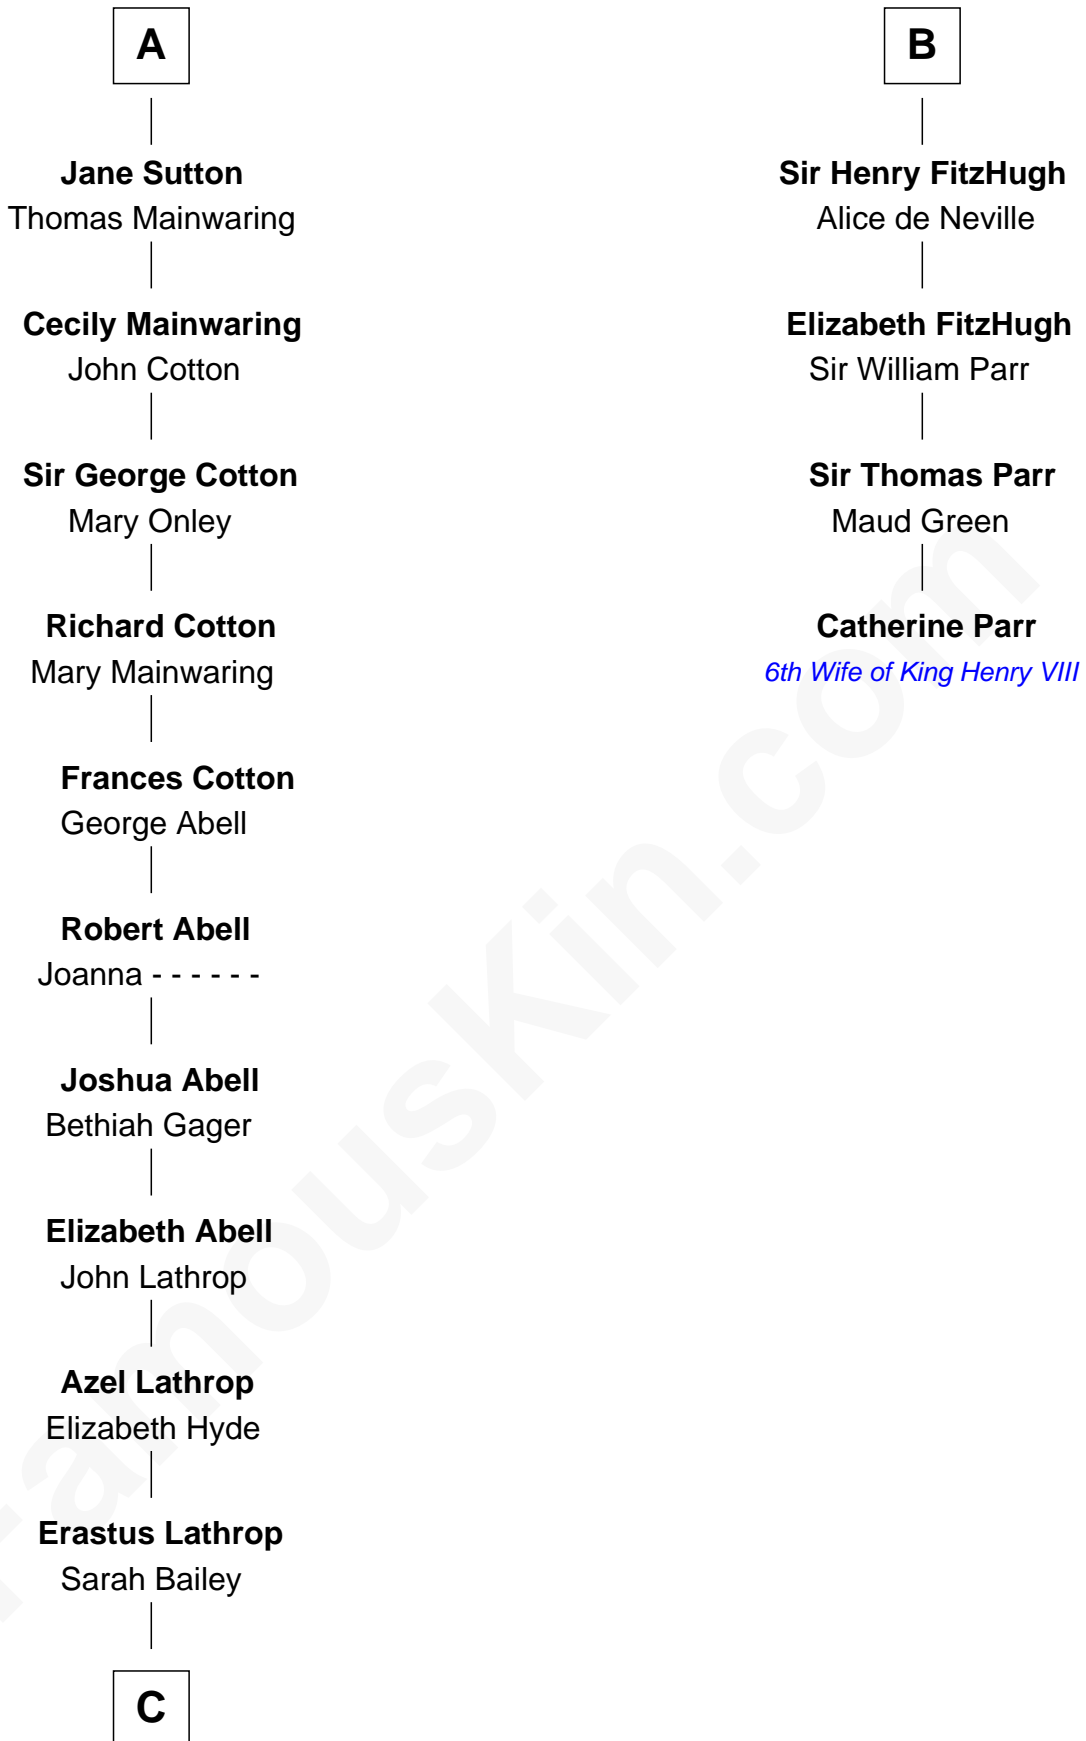 A
Jane Sutton
Thomas Mainwaring
Cecily Mainwaring
John Cotton
Sir George Cotton
Mary Onley
Richard Cotton
Mary Mainwaring
Frances Cotton
George Abell
Robert Abell
Joanna - - - - - -
Joshua Abell
Bethiah Gager
Elizabeth Abell
John Lathrop
Azel Lathrop
Elizabeth Hyde
Erastus Lathrop
Sarah Bailey
C
B
Sir Henry FitzHugh
Alice de Neville
Elizabeth FitzHugh
Sir William Parr
Sir Thomas Parr
Maud Green
Catherine Parr
6th Wife of King Henry VIII
FamousKin.com